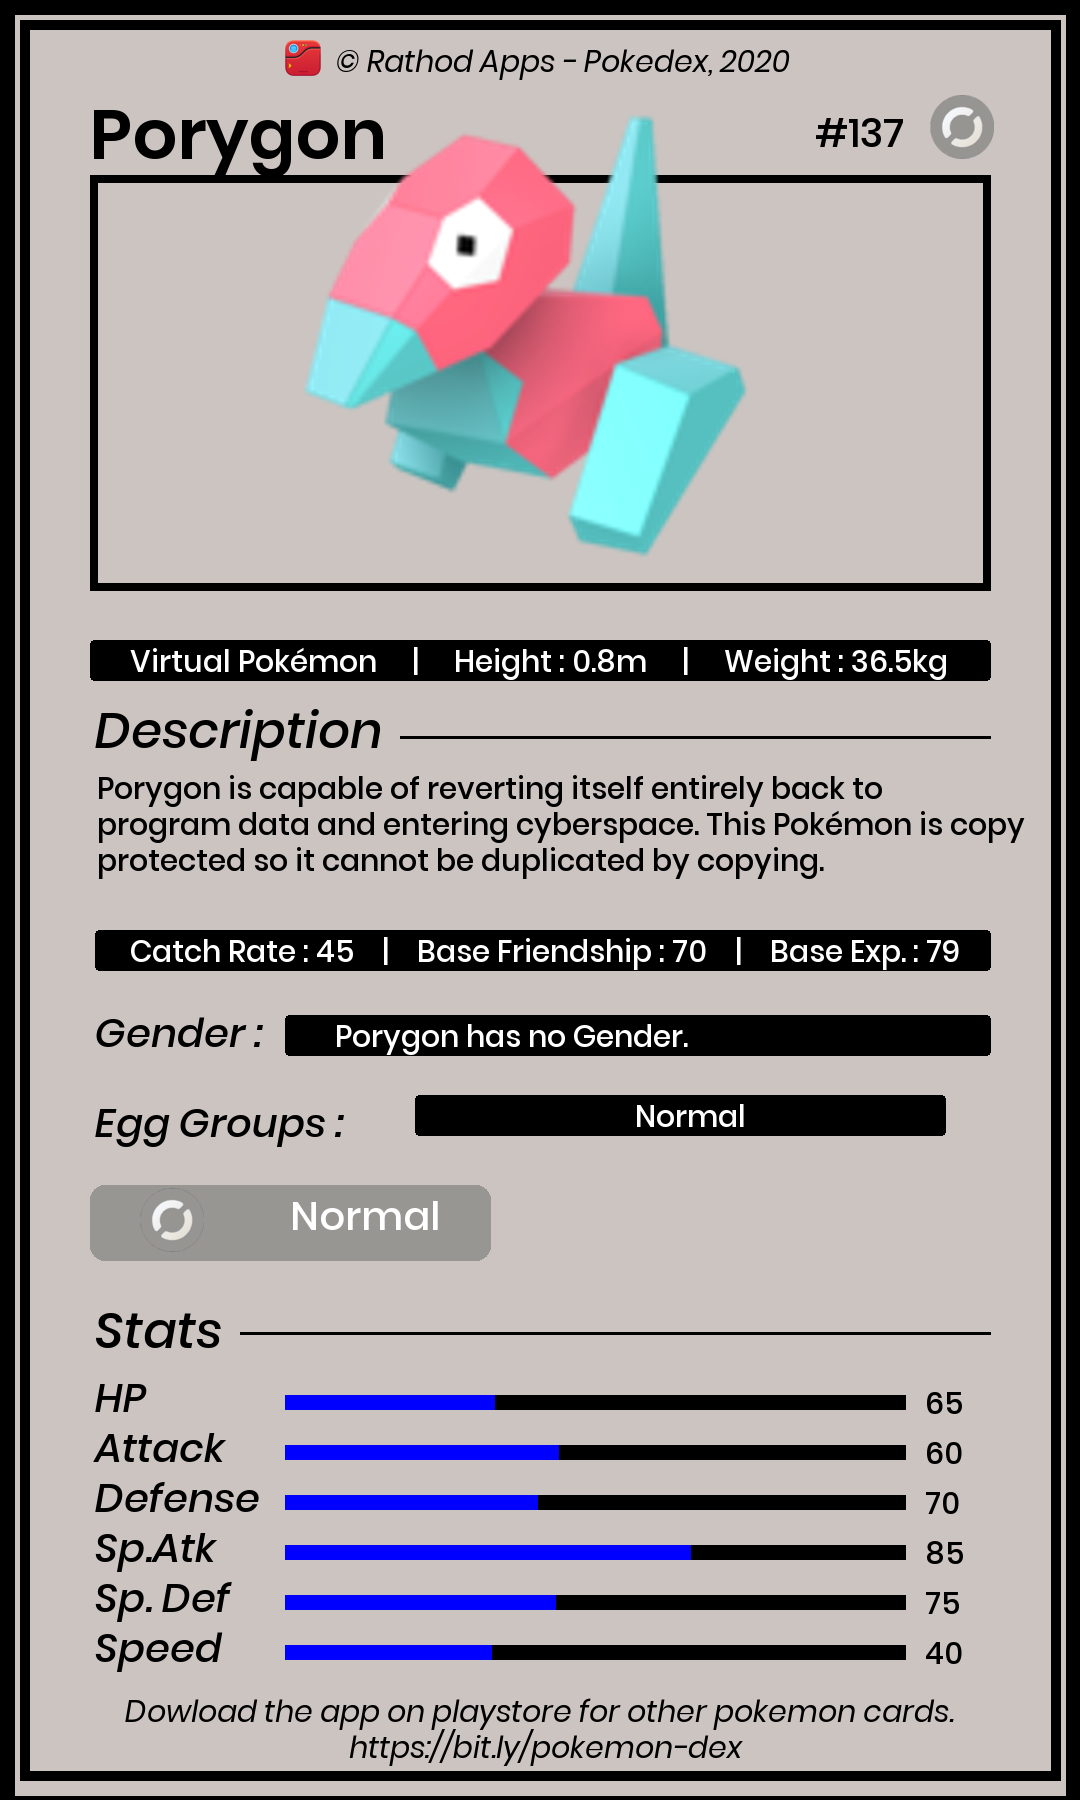 © Rathod Apps - Pokedex, 2020
Porygon #137
Virtual Pokémon | Height : 0.8m | Weight : 36.5kg
Description
Porygon is capable of reverting itself entirely back to
program data and entering cyberspace. This Pokémon is copy
protected so it cannot be duplicated by copying.
Catch Rate : 45 | Base Friendship : 70 | Base Exp. : 79
Gender : Porygon has no Gender.
Egg Groups : Normal
Normal
Stats
HP 65
Attack 60
Defense 70
Sp.Atk 85
Sp. Def 75
Speed 40
Dowload the app on playstore for other pokemon cards.
https://bit.ly/pokemon-dex